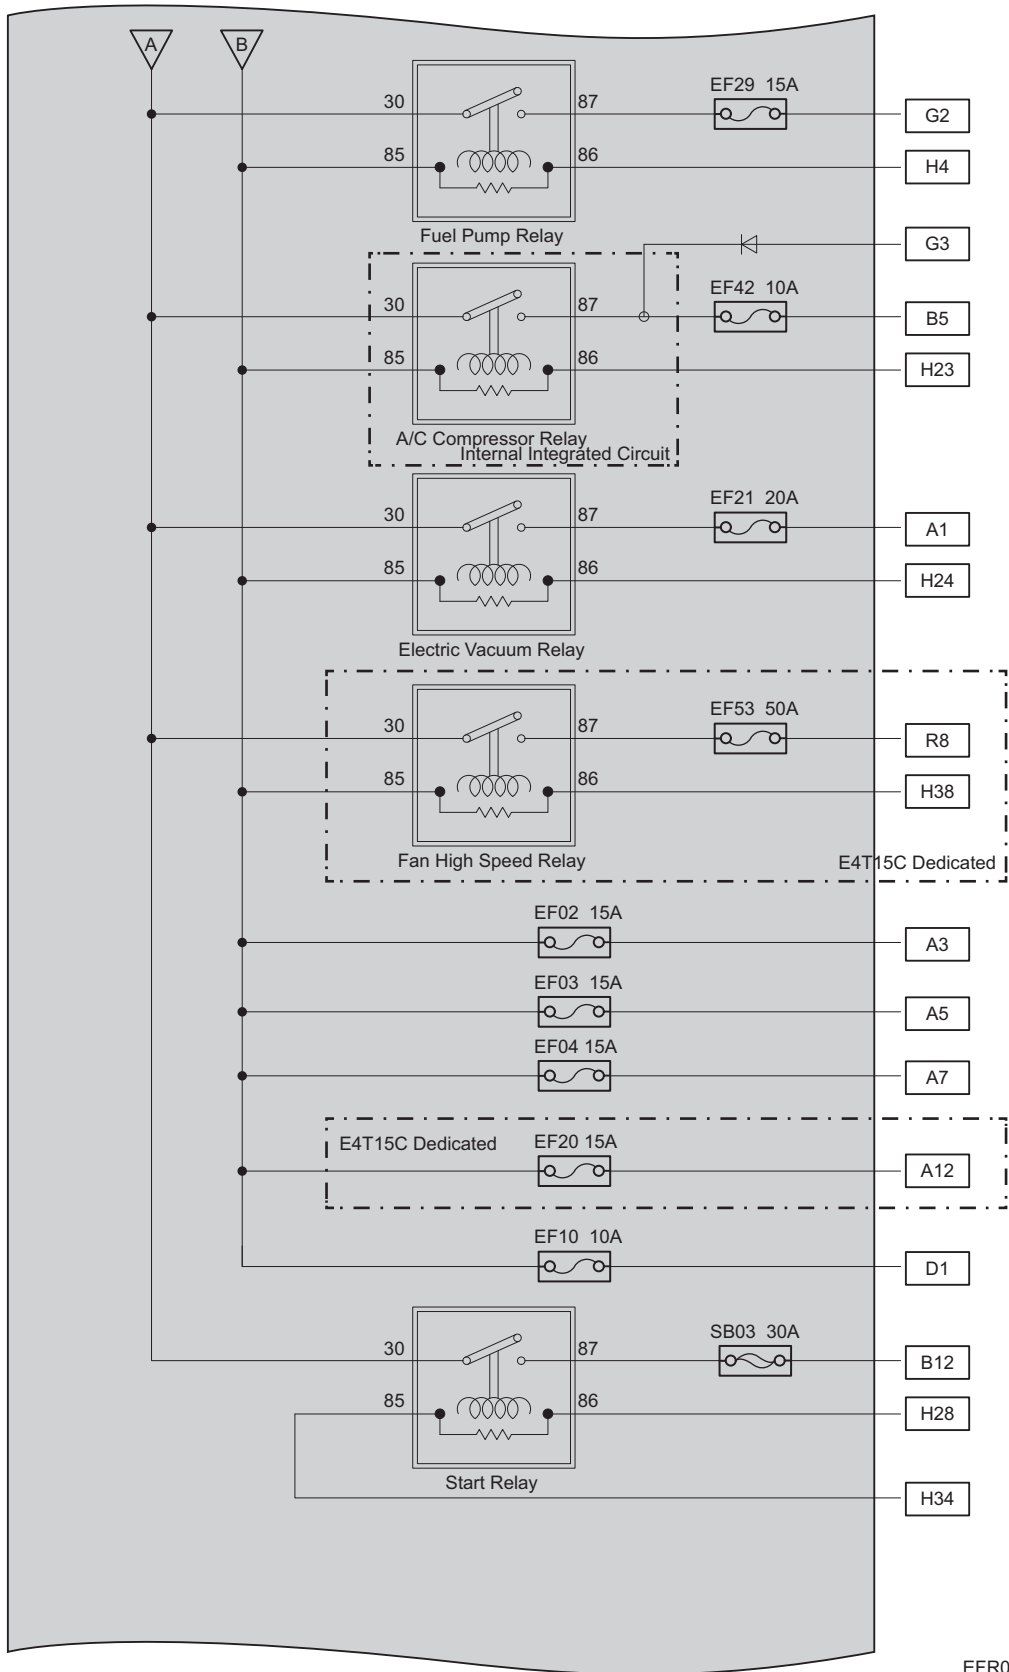 A B
EF29 15A
30 87 G2
85 86 H4
Fuel Pump Relay
G3
EF42 10A
30 87 B5
85 86 H23
A/C Compressor Relay
Internal Integrated Circuit
EF21 20A
30 87 A1
85 86 H24
Electric Vacuum Relay
EF53 50A
30 87 R8
85 86 H38
Fan High Speed Relay
E4T15C Dedicated
EF02 15A
A3
EF03 15A
A5
EF04 15A
A7
E4T15C Dedicated
EF20 15A
A12
EF10 10A
D1
SB03 30A
30 87 B12
85 86 H28
Start Relay
H34